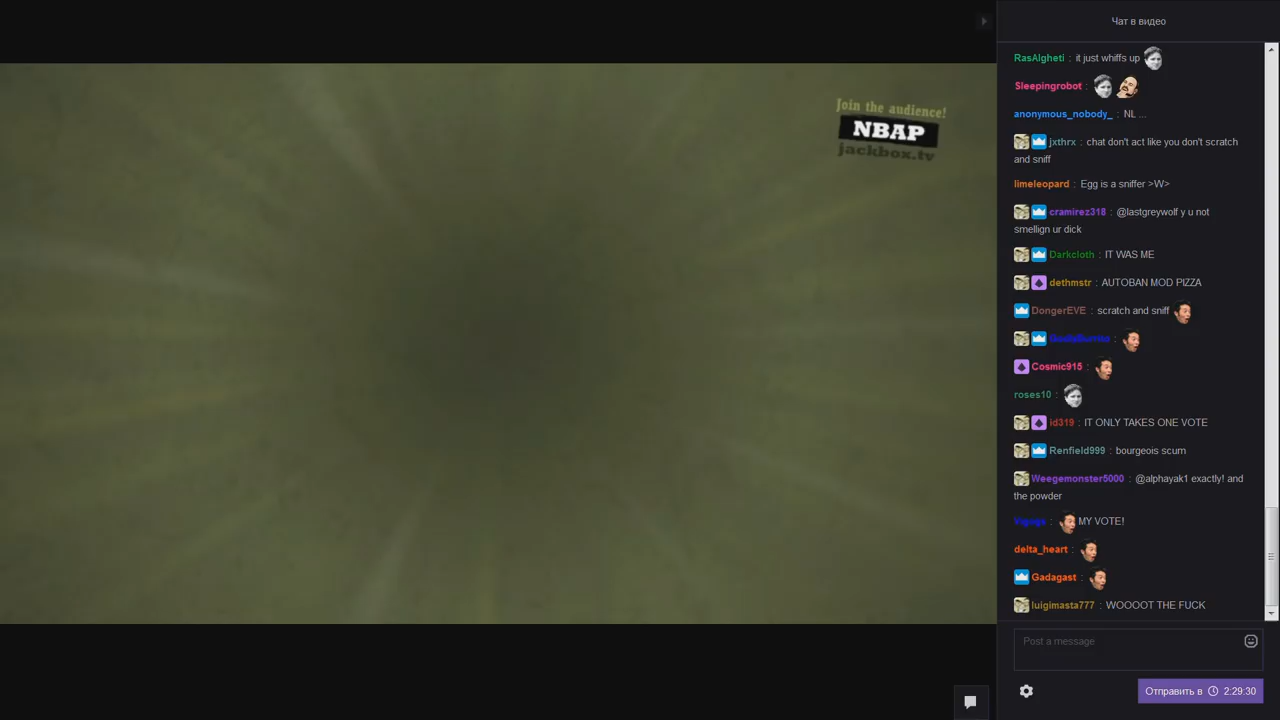 Чат в видео
Join the audience!
NBAP
jackbox.tv
RasAlgheti : it just whiffs up
Sleepingrobot :
anonymous_nobody_ : NL ...
jxthrx : chat don't act like you don't scratch
and sniff
limeleopard : Egg is a sniffer >W>
cramirez318 : @lastgreywolf y u not
smellign ur dick
Darkcloth : IT WAS ME
dethmstr : AUTOBAN MOD PIZZA
DongerEVE : scratch and sniff
:
Cosmic915 :
roses10 :
id319 : IT ONLY TAKES ONE VOTE
Renfield999 : bourgeois scum
Weegemonster5000 : @alphayak1 exactly! and
the powder
: MY VOTE!
delta_heart :
Gadagast :
luigimasta777 : WOOOOT THE FUCK
Post a message
Отправить в 2:29:30